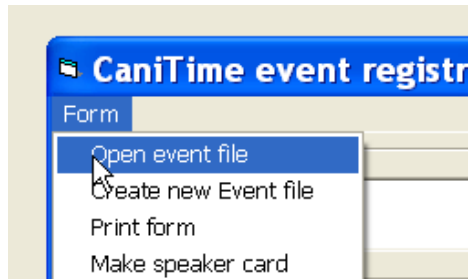 CaniTime event registr
Form
Open event file
Create new Event file
Print form
Make speaker card